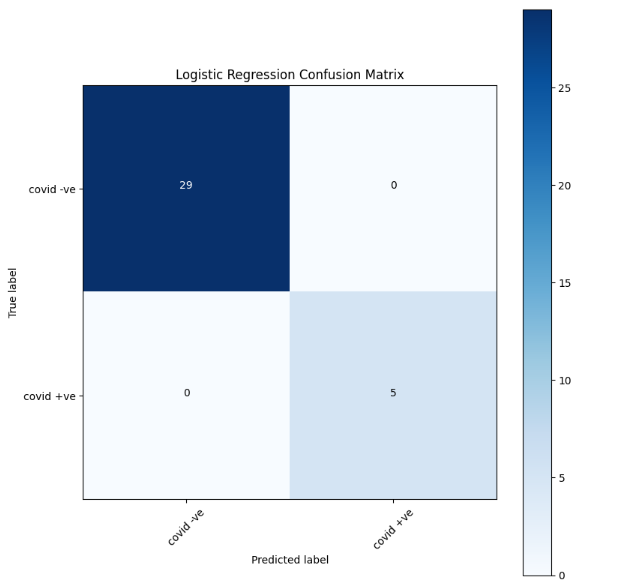 Logistic Regression Confusion Matrix
25
20
15
10
5
0
True label
covid -ve
covid +ve
29
0
0
5
covid -ve
covid +ve
Predicted label